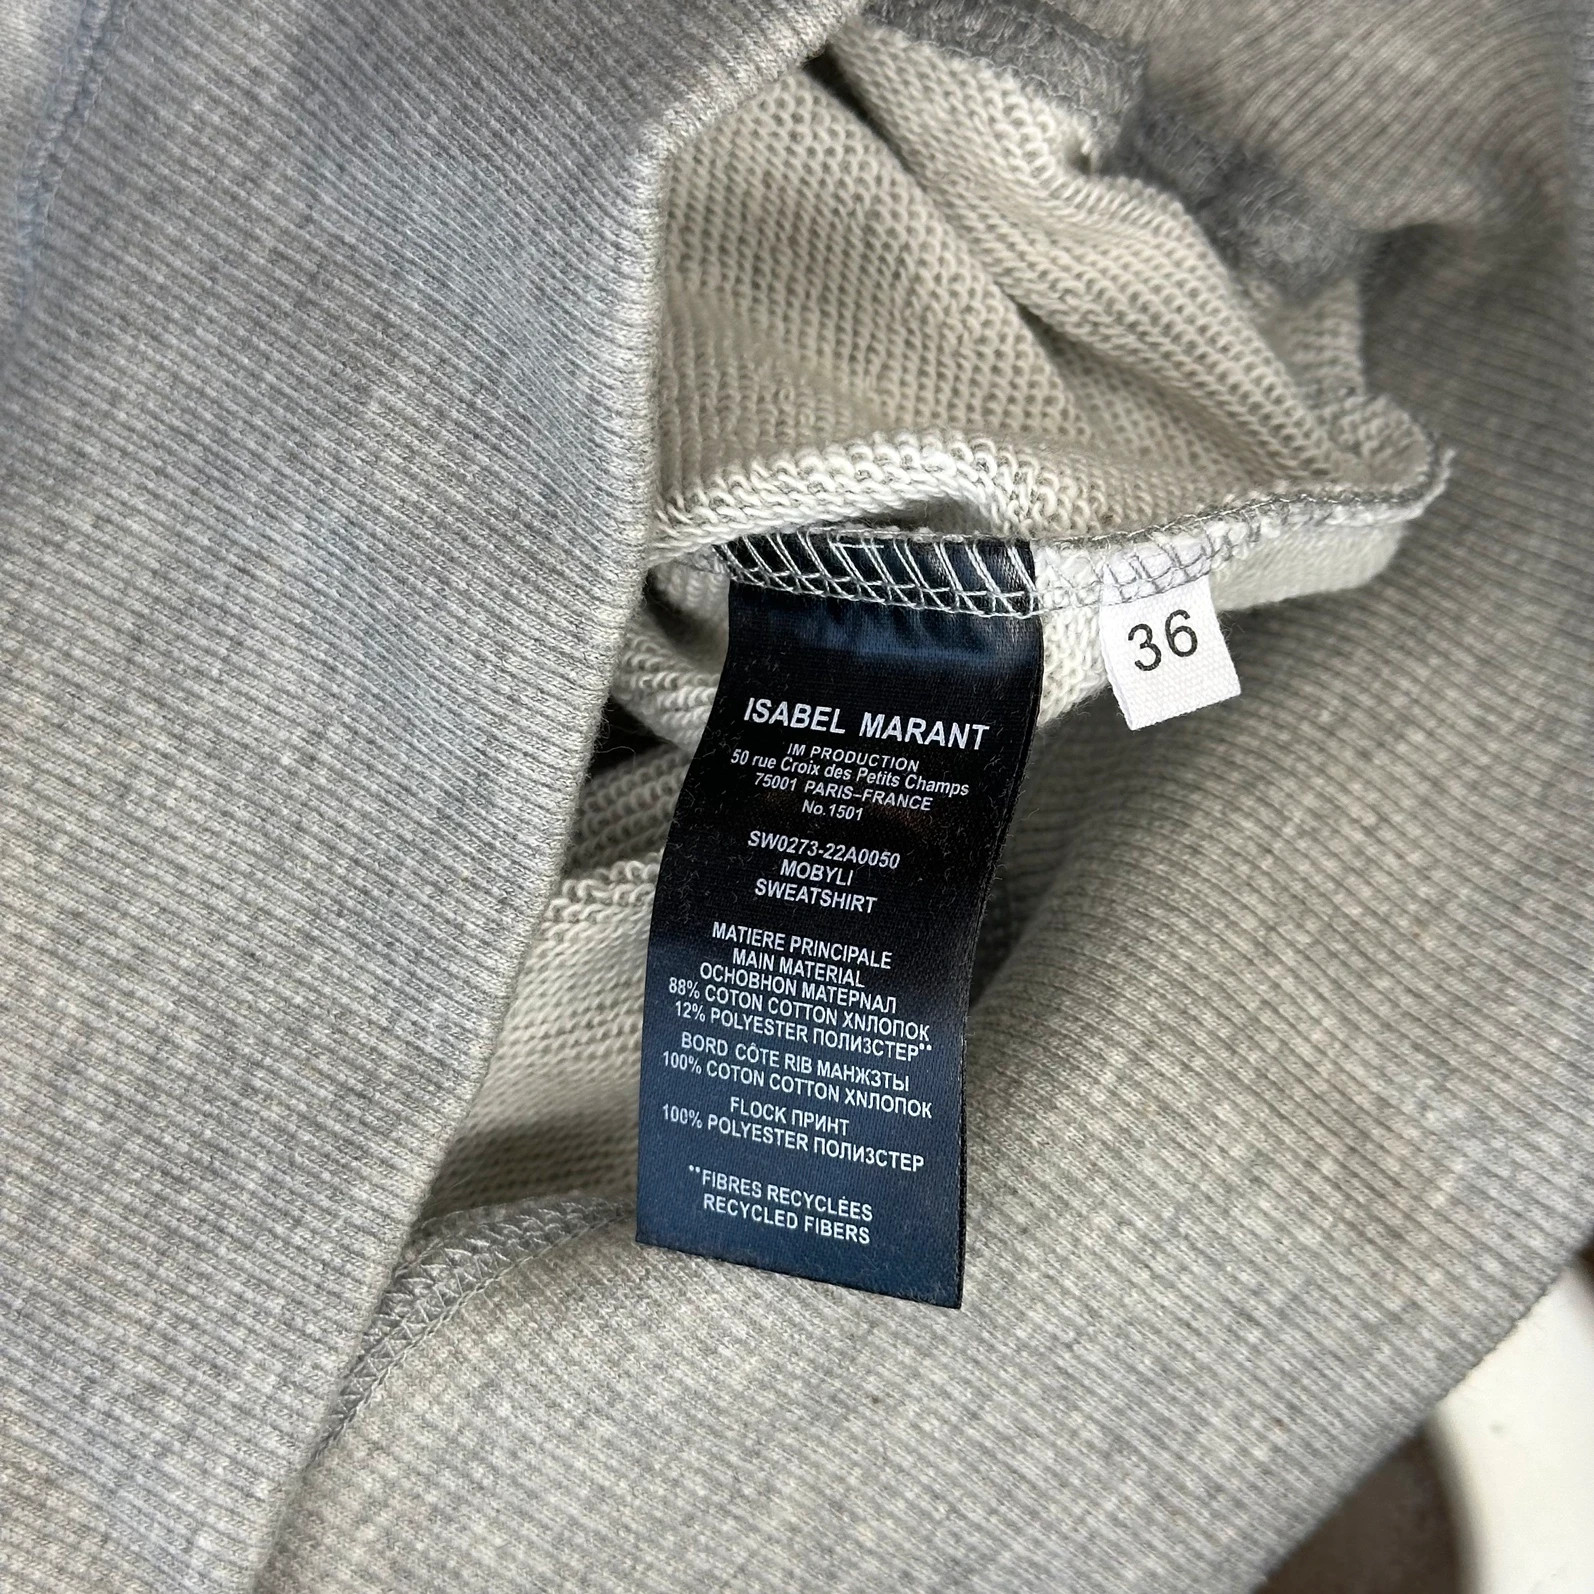 36
ISABEL MARANT
IM PRODUCTION
50 rue Croix des Petits Champs
75001 PARIS-FRANCE
No.1501
SW0273-22A0050
MOBYLI
SWEATSHIRT
MATIERE PRINCIPALE
MAIN MATERIAL
ОСНОВНОН МАТЕРНАЛ
88% COTON COTTON ХNЛОПОК
12% POLYESTER ПОЛИЗСТЕР**
BORD CÔTE RIB МАНЖЗТЫ
100% COTON COTTON ХNЛОПОК
FLOCK ПРИНТ
100% POLYESTER ПОЛИЗСТЕР
**FIBRES RECYCLÉES
RECYCLED FIBERS